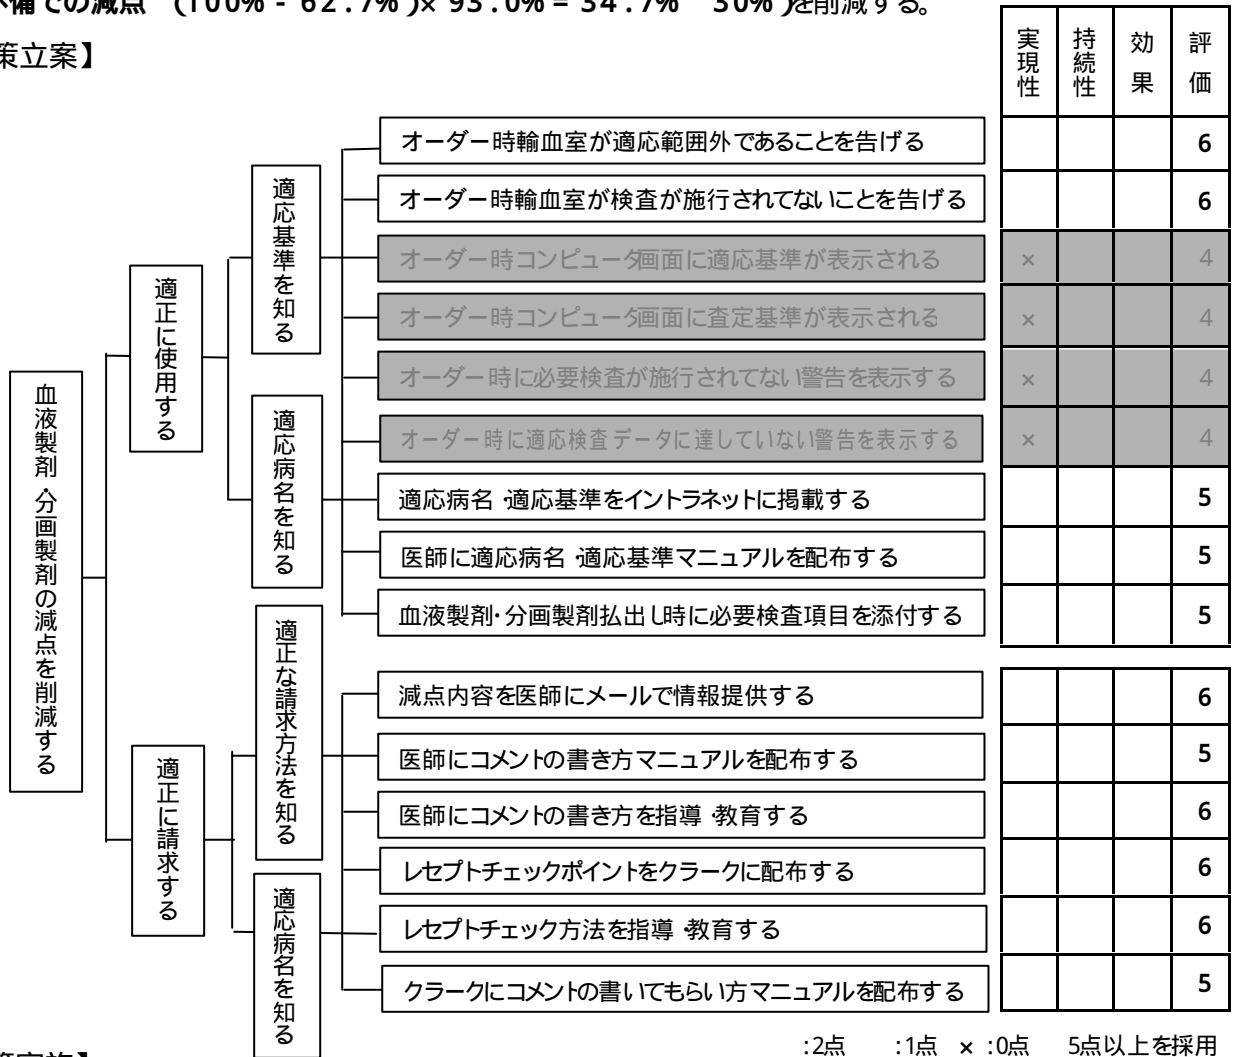 備での減点 (100% - 62.7%)× 93.0% = 34.7% 30%)を削減する。
策立案】
実現性 持続性 効果 評価
血液製剤・分画製剤の減点を削減する
適正に使用する
適応基準を知る
適応病名を知る
オーダー時輸血室が適応範囲外であることを告げる 6
オーダー時輸血室が検査が施行されてないことを告げる 6
オーダー時コンピュータ画面に適応基準が表示される × 4
オーダー時コンピュータ画面に査定基準が表示される × 4
オーダー時に必要検査が施行されてない警告を表示する × 4
オーダー時に適応検査データに達していない警告を表示する × 4
適応病名・適応基準をイントラネットに掲載する 5
医師に適応病名・適応基準マニュアルを配布する 5
血液製剤・分画製剤払出し時に必要検査項目を添付する 5
適正に請求する
適正な請求方法を知る
適応病名を知る
減点内容を医師にメールで情報提供する 6
医師にコメントの書き方マニュアルを配布する 5
医師にコメントの書き方を指導・教育する 6
レセプトチェックポイントをクラークに配布する 6
レセプトチェック方法を指導・教育する 6
クラークにコメントの書いてもらい方マニュアルを配布する 5
:2点 :1点 × :0点 5点以上を採用